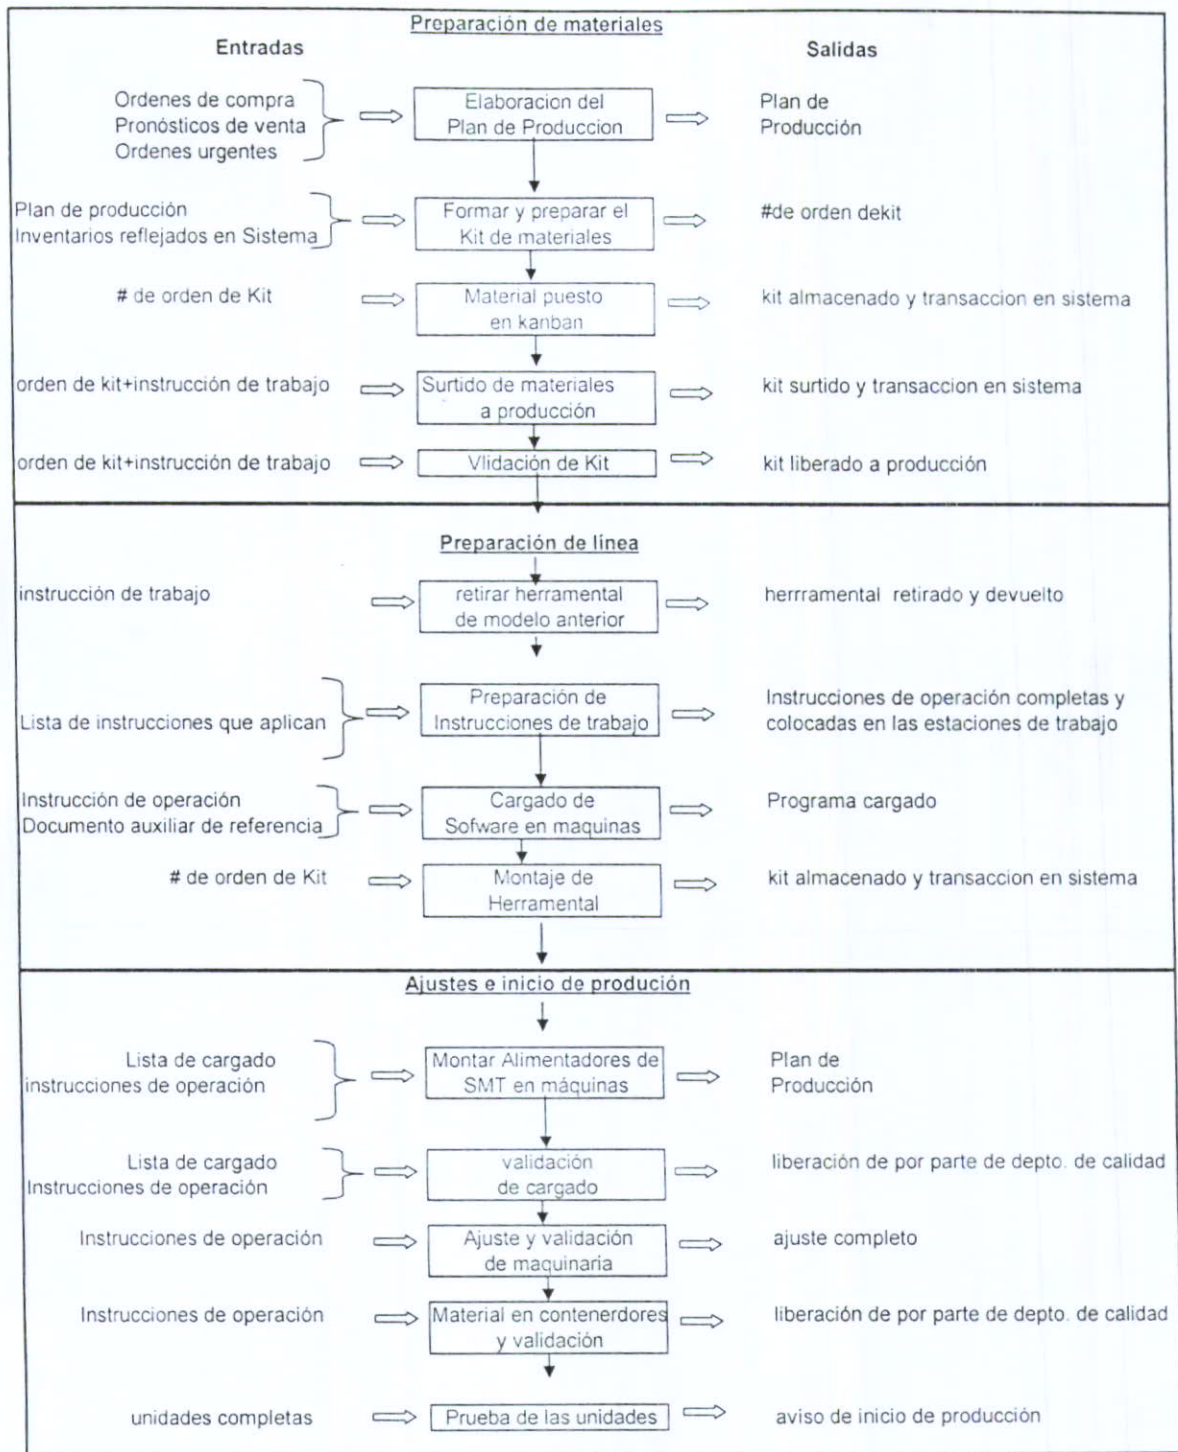 Preparación de materiales
Entradas
Salidas
Ordenes de compra
Pronósticos de venta
Ordenes urgentes
Elaboracion del
Plan de Produccion
Plan de
Producción
Plan de producción
Inventarios reflejados en Sistema
Formar y preparar el
Kit de materiales
#de orden dekit
# de orden de Kit
Material puesto
en kanban
kit almacenado y transaccion en sistema
orden de kit+instrucción de trabajo
Surtido de materiales
a producción
kit surtido y transaccion en sistema
orden de kit+instrucción de trabajo
Vlidación de Kit
kit liberado a producción
Preparación de línea
instrucción de trabajo
retirar herramental
de modelo anterior
herrramental retirado y devuelto
Lista de instrucciones que aplican
Preparación de
Instrucciones de trabajo
Instrucciones de operación completas y
colocadas en las estaciones de trabajo
Instrucción de operación
Documento auxiliar de referencia
Cargado de
Sofware en maquinas
Programa cargado
# de orden de Kit
Montaje de
Herramental
kit almacenado y transaccion en sistema
Ajustes e inicio de produción
Lista de cargado
instrucciones de operación
Montar Alimentadores de
SMT en máquinas
Plan de
Producción
Lista de cargado
Instrucciones de operación
validación
de cargado
liberación de por parte de depto. de calidad
Instrucciones de operación
Ajuste y validación
de maquinaria
ajuste completo
Instrucciones de operación
Material en contenerdores
y validación
liberación de por parte de depto. de calidad
unidades completas
Prueba de las unidades
aviso de inicio de producción